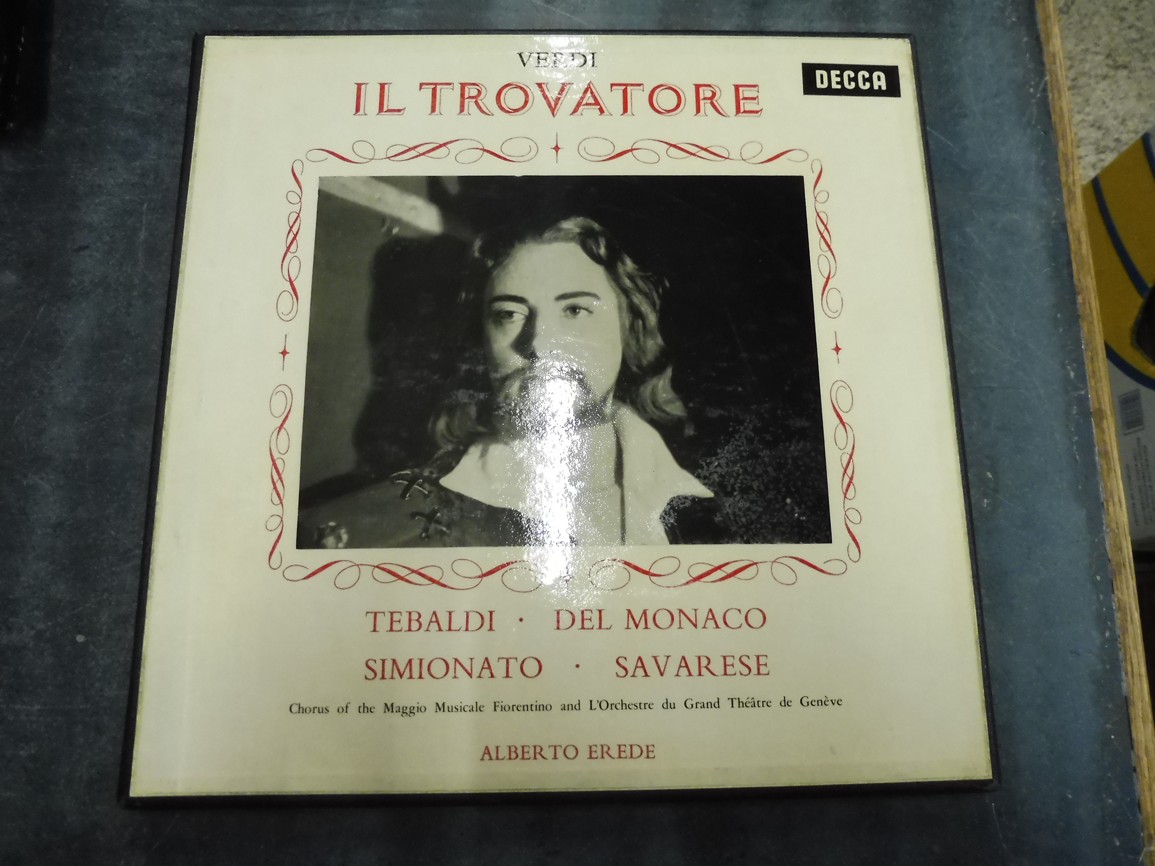 VERDI
IL TROVATORE
DECCA
TEBALDI · DEL MONACO
SIMIONATO · SAVARESE
Chorus of the Maggio Musicale Fiorentino and L'Orchestre du Grand Théâtre de Genève
ALBERTO EREDE